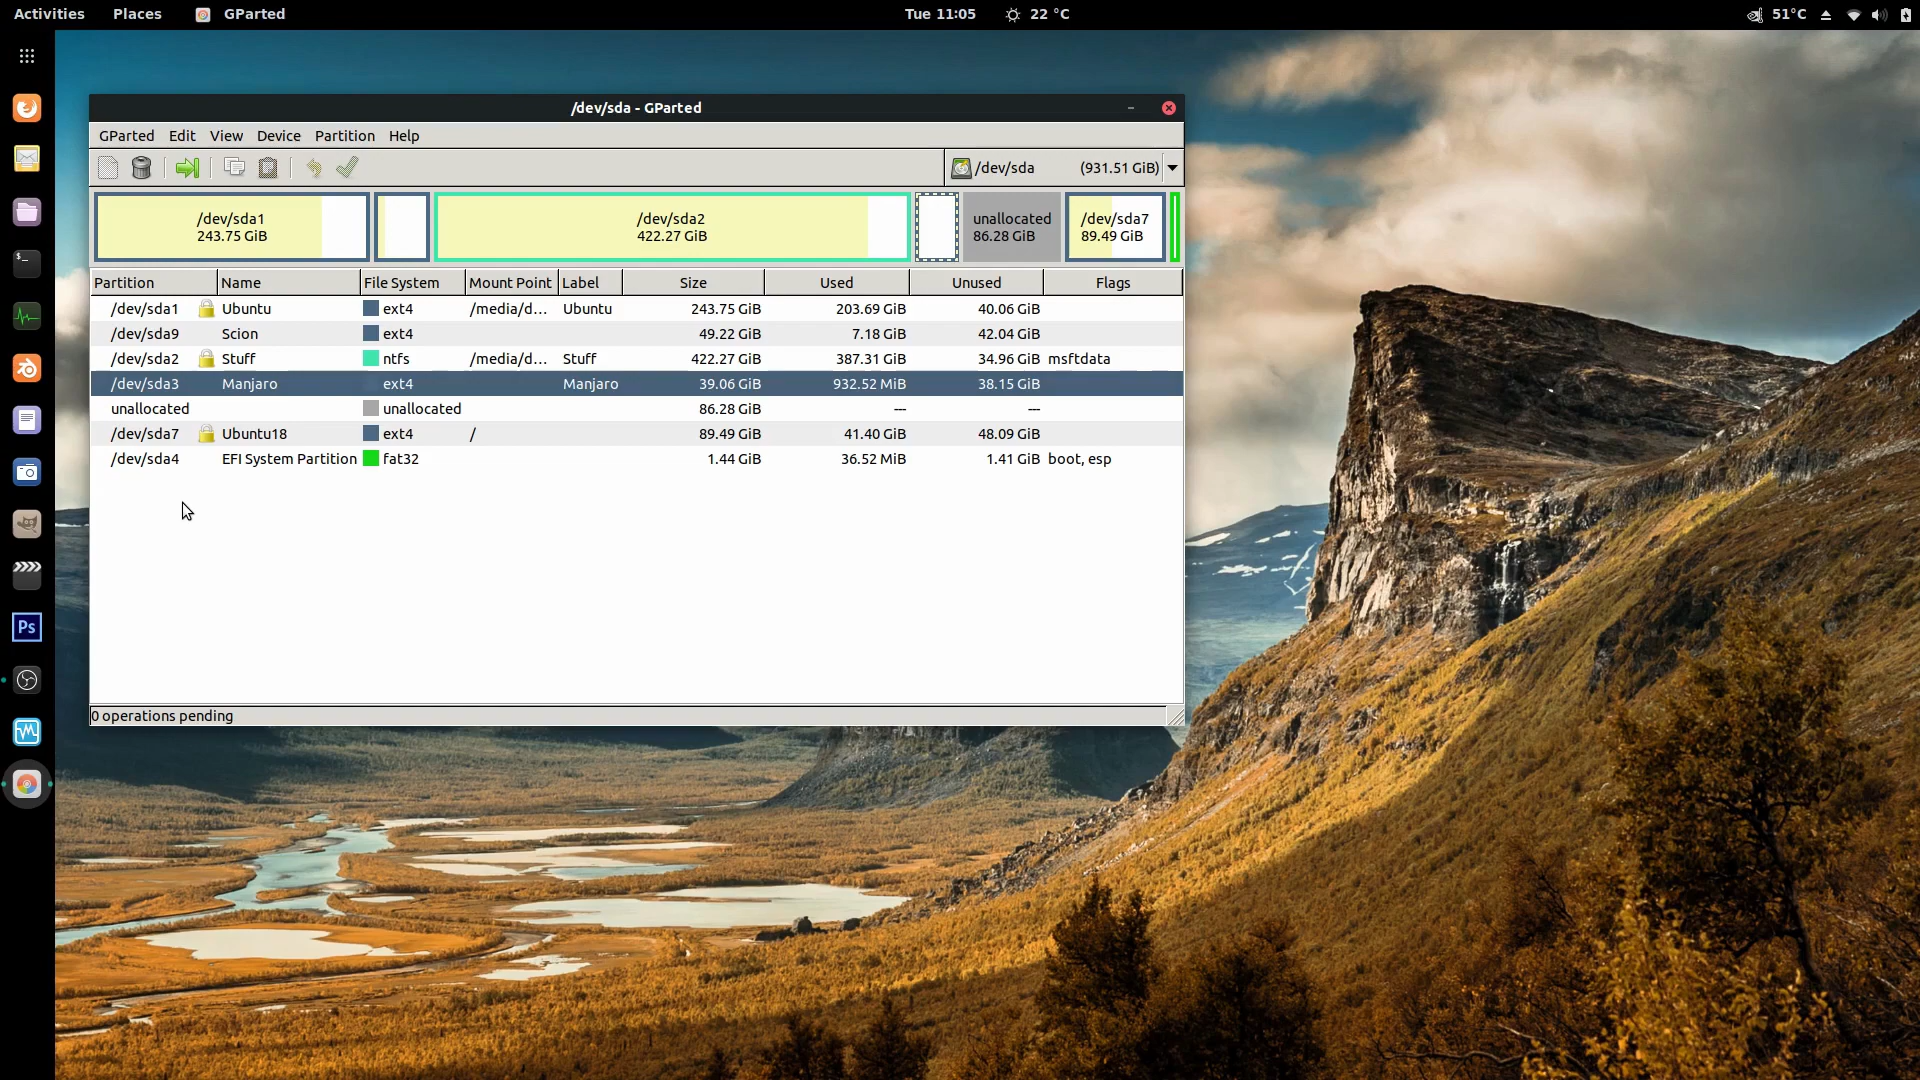 Activities Places GParted Tue 11:05 22 °C 51°C
/dev/sda - GParted
GParted Edit View Device Partition Help
/dev/sda (931.51 GiB)
/dev/sda1
243.75 GiB
/dev/sda2
422.27 GiB
unallocated
86.28 GiB
/dev/sda7
89.49 GiB
Partition Name File System Mount Point Label Size Used Unused Flags
/dev/sda1 Ubuntu ext4 /media/d... Ubuntu 243.75 GiB 203.69 GiB 40.06 GiB
/dev/sda9 Scion ext4 49.22 GiB 7.18 GiB 42.04 GiB
/dev/sda2 Stuff ntfs /media/d... Stuff 422.27 GiB 387.31 GiB 34.96 GiB msftdata
/dev/sda3 Manjaro ext4 Manjaro 39.06 GiB 932.52 MiB 38.15 GiB
unallocated unallocated 86.28 GiB --- ---
/dev/sda7 Ubuntu18 ext4 / 89.49 GiB 41.40 GiB 48.09 GiB
/dev/sda4 EFI System Partition fat32 1.44 GiB 36.52 MiB 1.41 GiB boot, esp
Ps
0 operations pending